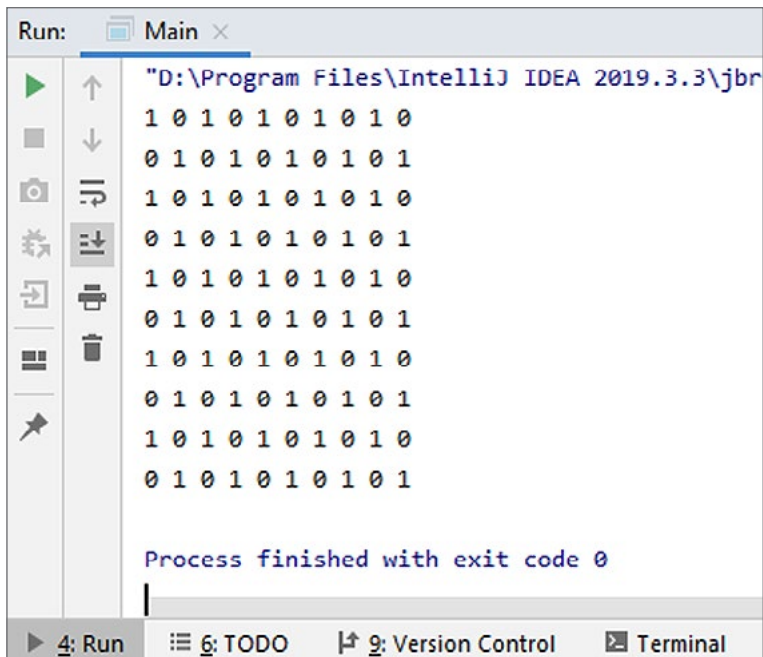 Run: Main ×
"D:\Program Files\IntelliJ IDEA 2019.3.3\jbr
1 0 1 0 1 0 1 0 1 0
0 1 0 1 0 1 0 1 0 1
1 0 1 0 1 0 1 0 1 0
0 1 0 1 0 1 0 1 0 1
1 0 1 0 1 0 1 0 1 0
0 1 0 1 0 1 0 1 0 1
1 0 1 0 1 0 1 0 1 0
0 1 0 1 0 1 0 1 0 1
1 0 1 0 1 0 1 0 1 0
0 1 0 1 0 1 0 1 0 1
Process finished with exit code 0
4: Run 6: TODO 9: Version Control Terminal